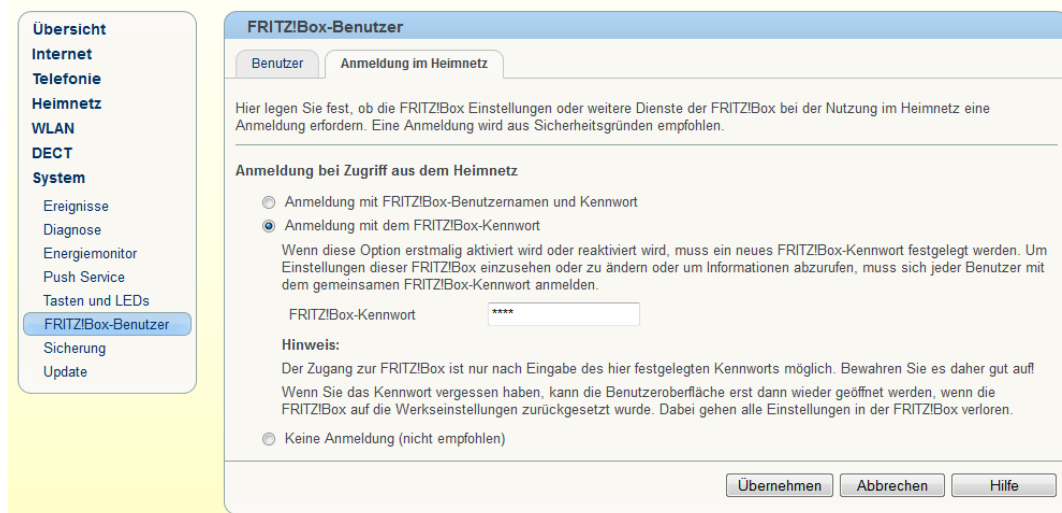 Übersicht
Internet
Telefonie
Heimnetz
WLAN
DECT
System
Ereignisse
Diagnose
Energiemonitor
Push Service
Tasten und LEDs
FRITZ!Box-Benutzer
Sicherung
Update
FRITZ!Box-Benutzer
Benutzer
Anmeldung im Heimnetz
Hier legen Sie fest, ob die FRITZ!Box Einstellungen oder weitere Dienste der FRITZ!Box bei der Nutzung im Heimnetz eine
Anmeldung erfordern. Eine Anmeldung wird aus Sicherheitsgründen empfohlen.
Anmeldung bei Zugriff aus dem Heimnetz
Anmeldung mit FRITZ!Box-Benutzernamen und Kennwort
Anmeldung mit dem FRITZ!Box-Kennwort
Wenn diese Option erstmalig aktiviert wird oder reaktiviert wird, muss ein neues FRITZ!Box-Kennwort festgelegt werden. Um
Einstellungen dieser FRITZ!Box einzusehen oder zu ändern oder um Informationen abzurufen, muss sich jeder Benutzer mit
dem gemeinsamen FRITZ!Box-Kennwort anmelden.
FRITZ!Box-Kennwort ****
Hinweis:
Der Zugang zur FRITZ!Box ist nur nach Eingabe des hier festgelegten Kennworts möglich. Bewahren Sie es daher gut auf!
Wenn Sie das Kennwort vergessen haben, kann die Benutzeroberfläche erst dann wieder geöffnet werden, wenn die
FRITZ!Box auf die Werkseinstellungen zurückgesetzt wurde. Dabei gehen alle Einstellungen in der FRITZ!Box verloren.
Keine Anmeldung (nicht empfohlen)
Übernehmen Abbrechen Hilfe